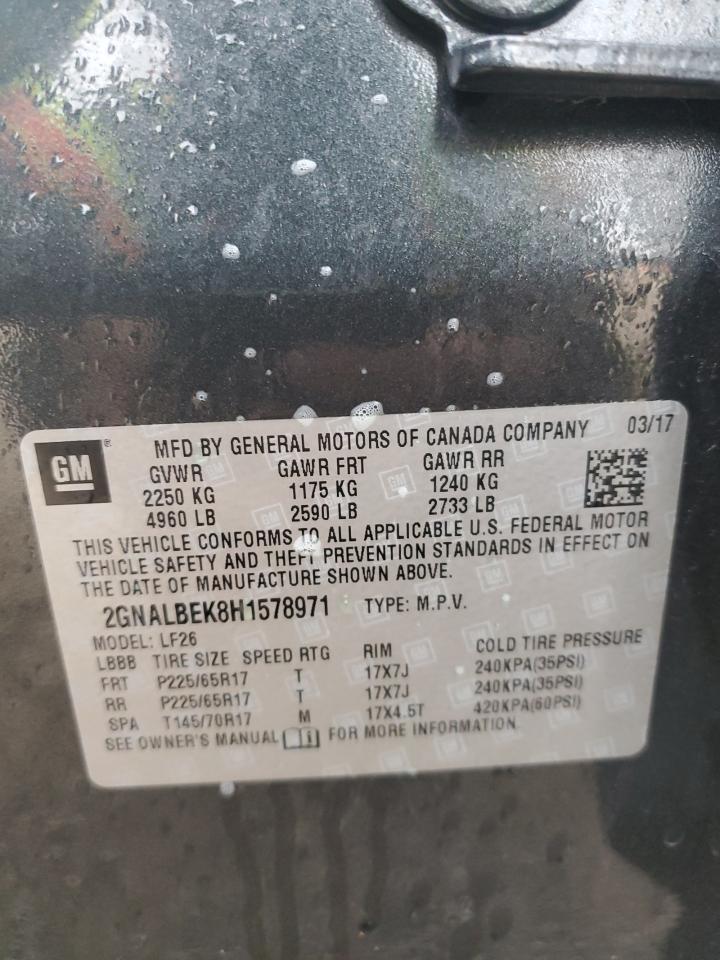 GM® MFD BY GENERAL MOTORS OF CANADA COMPANY 03/17
GVWR GAWR FRT GAWR RR
2250 KG 1175 KG 1240 KG
4960 LB 2590 LB 2733 LB
THIS VEHICLE CONFORMS TO ALL APPLICABLE U.S. FEDERAL MOTOR
VEHICLE SAFETY AND THEFT PREVENTION STANDARDS IN EFFECT ON
THE DATE OF MANUFACTURE SHOWN ABOVE.
2GNALBEK8H1578971 TYPE: M.P.V.
MODEL: LF26
LBBB TIRE SIZE SPEED RTG RIM COLD TIRE PRESSURE
FRT P225/65R17 T 17X7J 240KPA(35PSI)
RR P225/65R17 T 17X7J 240KPA(35PSI)
SPA T145/70R17 M 17X4.5T 420KPA(60PSI)
SEE OWNER'S MANUAL FOR MORE INFORMATION